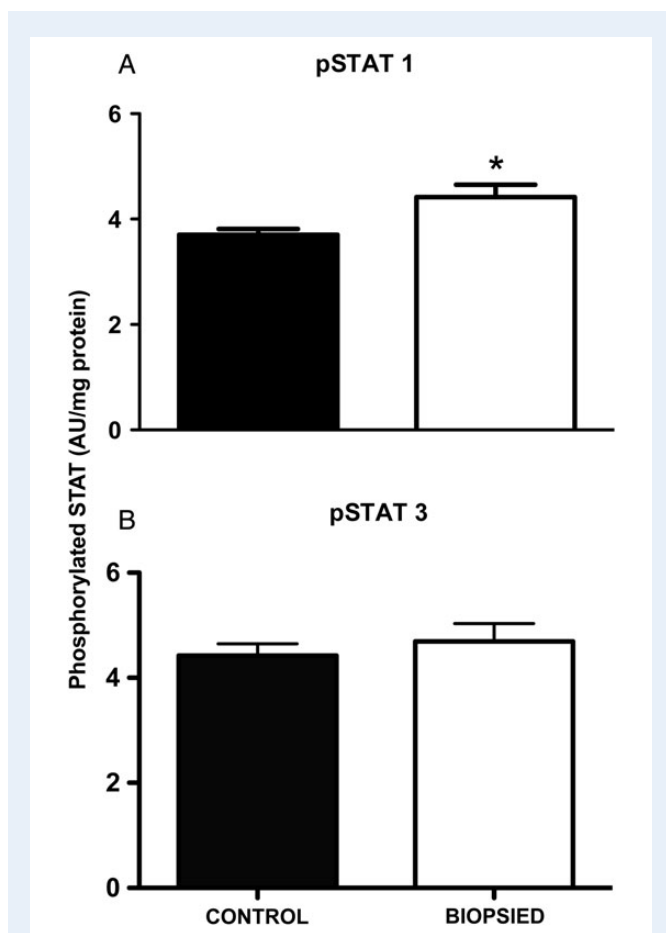 A
pSTAT 1
6
*
4
2
0
Phosphorylated STAT (AU/mg protein)
B
pSTAT 3
6
4
2
0
CONTROL BIOPSIED